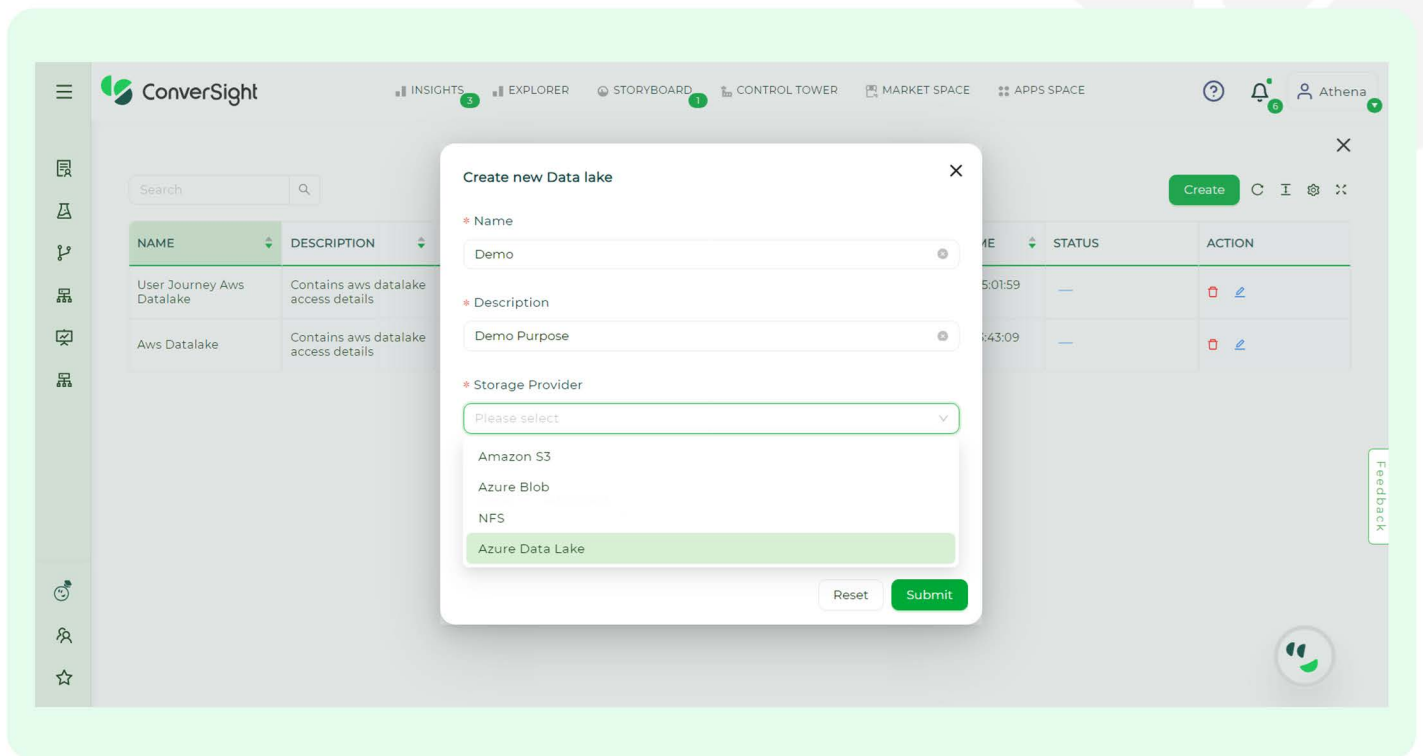 ConverSight
INSIGHTS
3
EXPLORER
STORYBOARD
1
CONTROL TOWER
MARKET SPACE
APPS SPACE
6
Athena
Search
Create
NAME
DESCRIPTION
ME
STATUS
ACTION
User Journey Aws
Datalake
Contains aws datalake
access details
5:01:59
Aws Datalake
Contains aws datalake
access details
:43:09
Create new Data lake
* Name
Demo
* Description
Demo Purpose
* Storage Provider
Please select
Amazon S3
Azure Blob
NFS
Azure Data Lake
Reset
Submit
Feedback